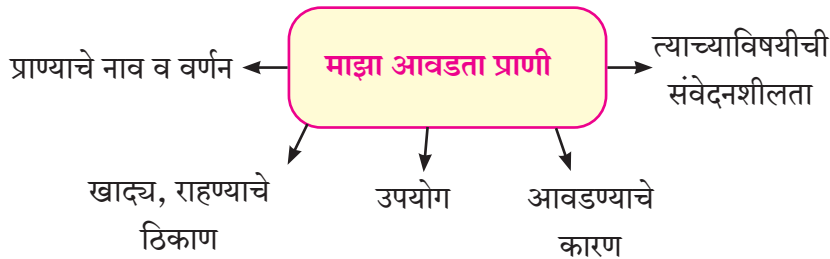 माझा आवडता प्राणी
प्राण्याचे नाव व वर्णन
त्याच्याविषयीची
संवेदनशीलता
खाद्य, राहण्याचे
ठिकाण
उपयोग
आवडण्याचे
कारण